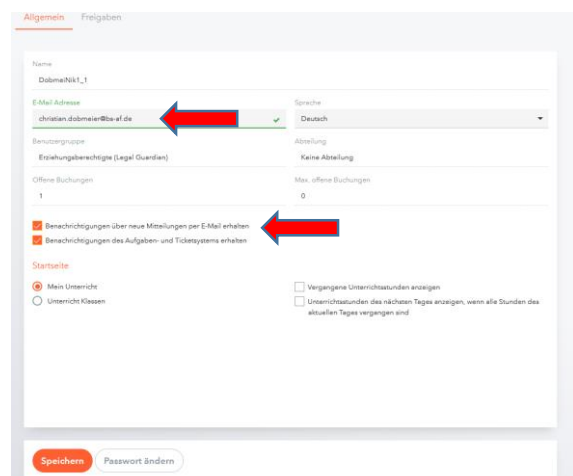 Allgemein Freigaben
Name
DobmeiNik1_1
E-Mail Adresse Sprache
christian.dobmeier@bs-af.de Deutsch
Benutzergruppe Abteilung
Erziehungsberechtigte (Legal Guardian) Keine Abteilung
Offene Buchungen Max. offene Buchungen
1 0
Benachrichtigungen über neue Mitteilungen per E-Mail erhalten
Benachrichtigungen des Aufgaben- und Ticketsystems erhalten
Startseite
Mein Unterricht Vergangene Unterrichtsstunden anzeigen
Unterricht Klassen Unterrichtsstunden des nächsten Tages anzeigen, wenn alle Stunden des
aktuellen Tages vergangen sind
Speichern Passwort ändern